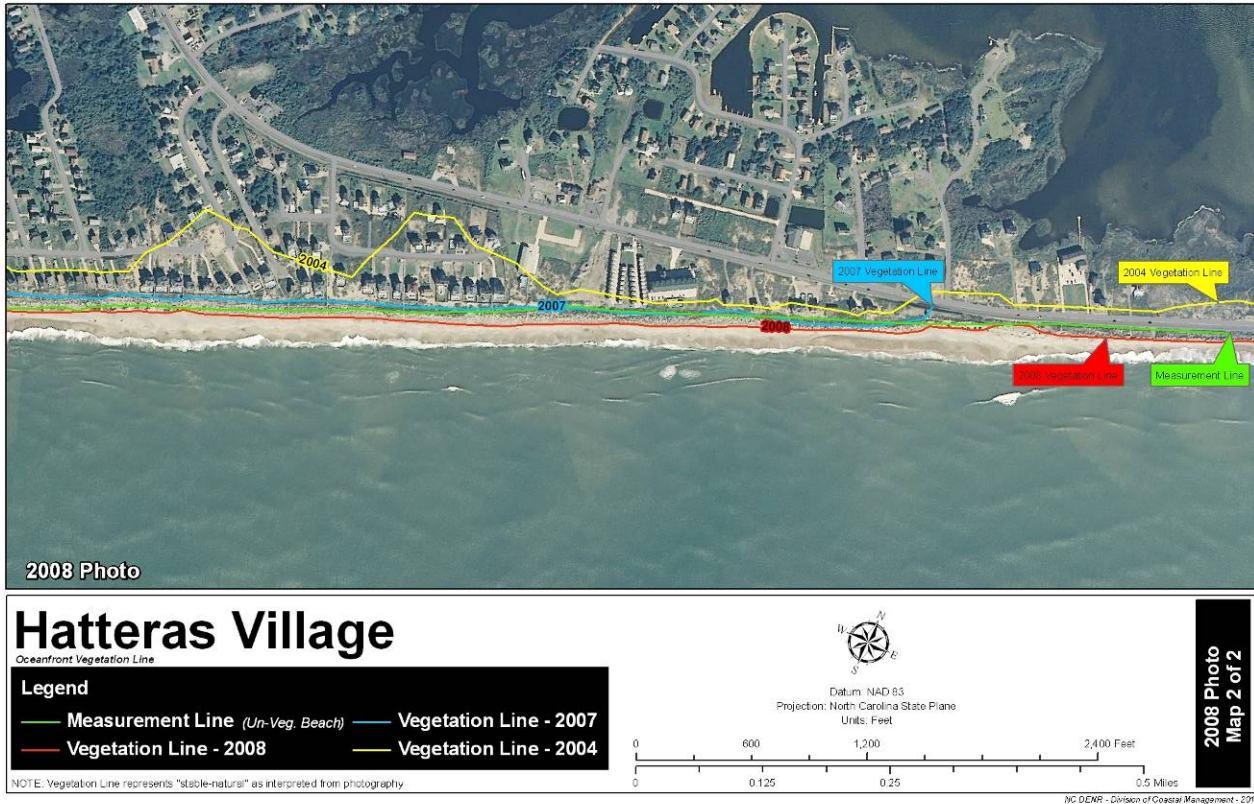 2004
2007
2008
2007 Vegetation Line
2004 Vegetation Line
2008 Vegetation Line
Measurement Line
2008 Photo
Hatteras Village
Oceanfront Vegetation Line
Legend
Measurement Line (Un-Veg. Beach)
Vegetation Line - 2007
Vegetation Line - 2008
Vegetation Line - 2004
NOTE: Vegetation Line represents "stable-natural" as interpreted from photography
N
W
E
S
Datum: NAD 83
Projection: North Carolina State Plane
Units: Feet
0 600 1,200 2,400 Feet
0 0.125 0.25 0.5 Miles
2008 Photo
Map 2 of 2
NC DENR - Division of Coastal Management - 201